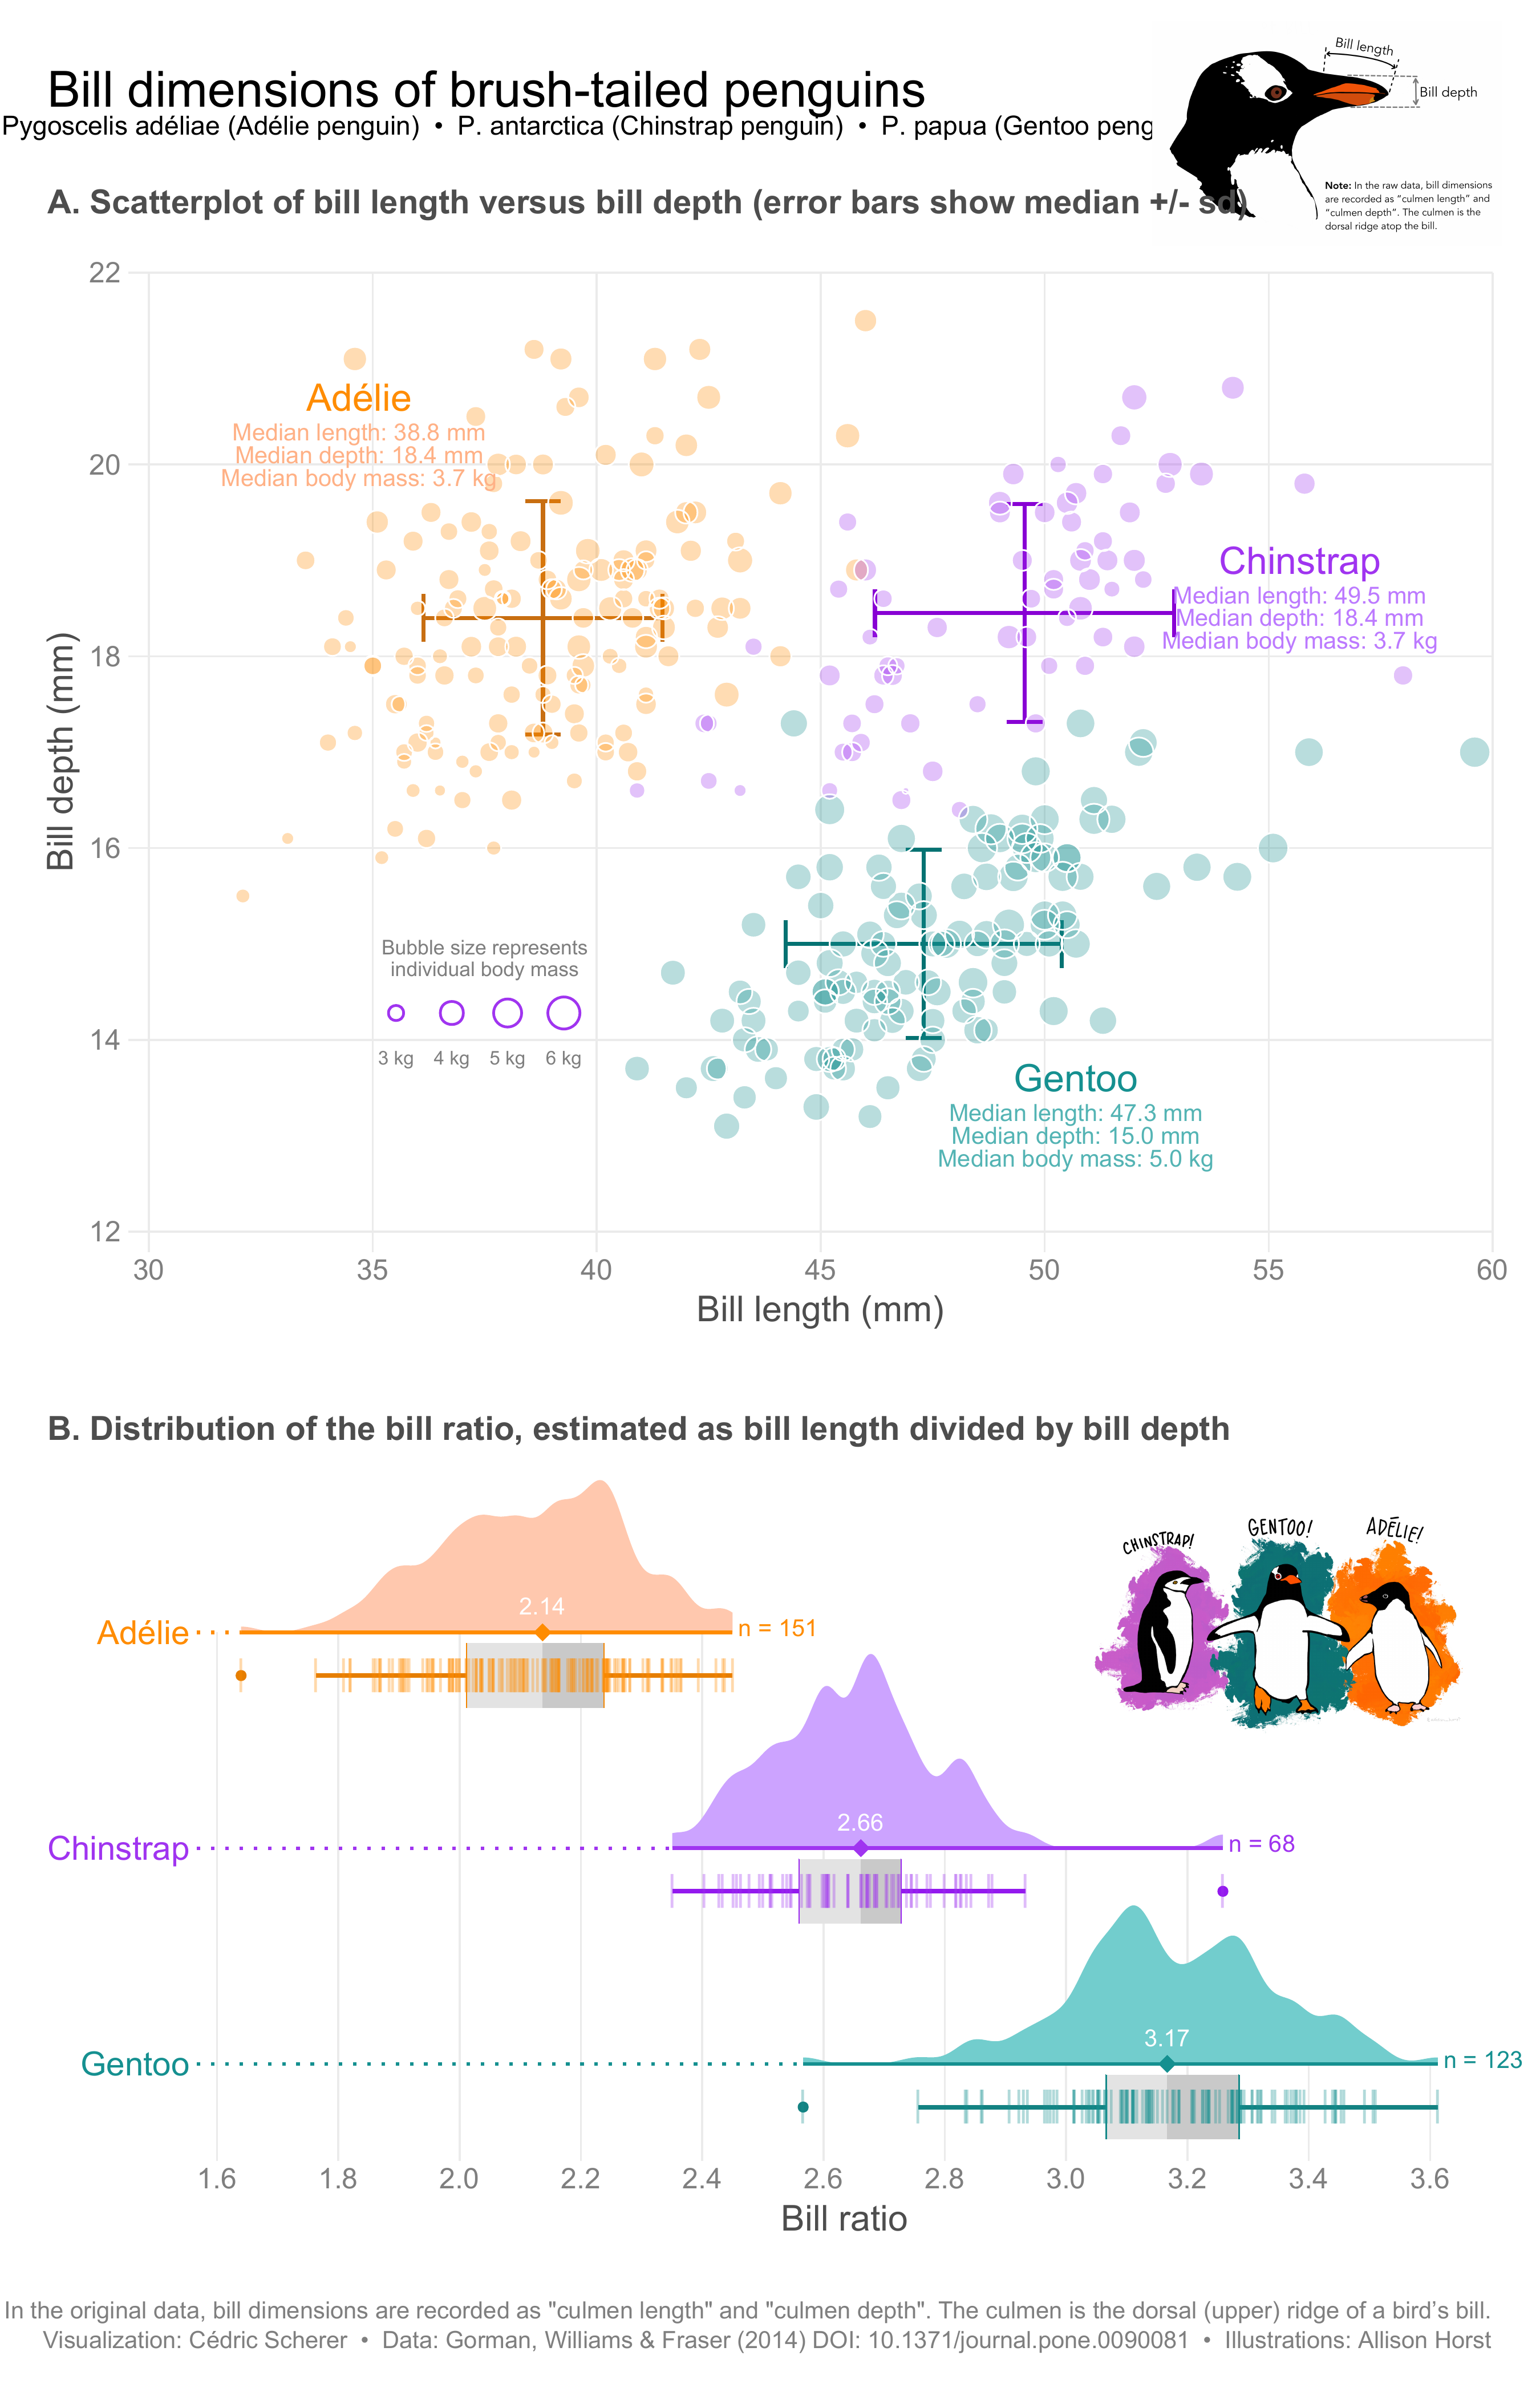 Bill dimensions of brush-tailed penguins
Pygoscelis adéliae (Adélie penguin) • P. antarctica (Chinstrap penguin) • P. papua (Gentoo peng
Bill length
Bill depth
Note: In the raw data, bill dimensions
are recorded as “culmen length” and
“culmen depth”. The culmen is the
dorsal ridge atop the bill.
A. Scatterplot of bill length versus bill depth (error bars show median +/- sd)
22
20
18
16
14
12
Bill depth (mm)
Adélie
Median length: 38.8 mm
Median depth: 18.4 mm
Median body mass: 3.7 kg
Chinstrap
Median length: 49.5 mm
Median depth: 18.4 mm
Median body mass: 3.7 kg
Bubble size represents
individual body mass
3 kg 4 kg 5 kg 6 kg
Gentoo
Median length: 47.3 mm
Median depth: 15.0 mm
Median body mass: 5.0 kg
30 35 40 45 50 55 60
Bill length (mm)
B. Distribution of the bill ratio, estimated as bill length divided by bill depth
CHINSTRAP!
GENTOO!
ADÉLIE!
2.14
Adélie
n = 151
2.66
Chinstrap
n = 68
3.17
Gentoo
n = 123
1.6 1.8 2.0 2.2 2.4 2.6 2.8 3.0 3.2 3.4 3.6
Bill ratio
In the original data, bill dimensions are recorded as "culmen length" and "culmen depth". The culmen is the dorsal (upper) ridge of a bird’s bill.
Visualization: Cédric Scherer • Data: Gorman, Williams & Fraser (2014) DOI: 10.1371/journal.pone.0090081 • Illustrations: Allison Horst